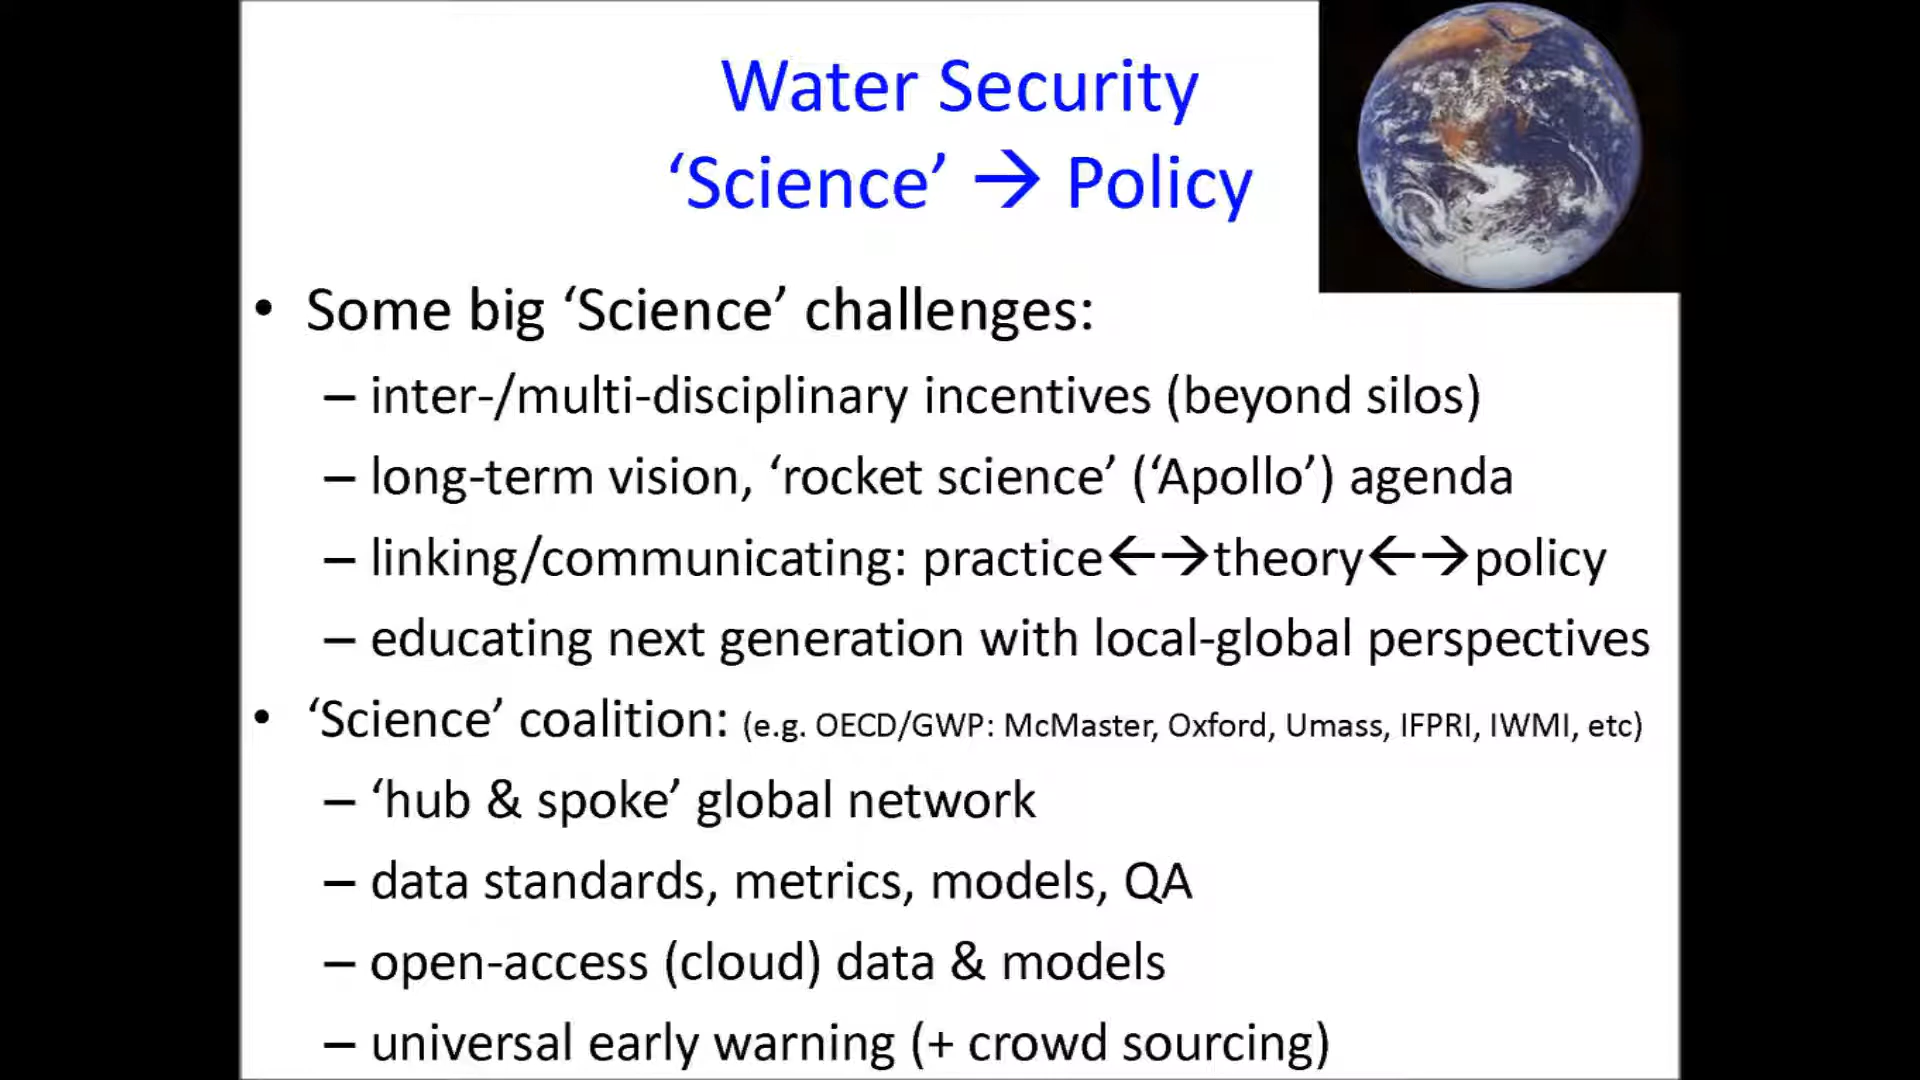 Water Security
‘Science’ → Policy
• Some big ‘Science’ challenges:
– inter-/multi-disciplinary incentives (beyond silos)
– long-term vision, ‘rocket science’ (‘Apollo’) agenda
– linking/communicating: practice←→theory←→policy
– educating next generation with local-global perspectives
• ‘Science’ coalition: (e.g. OECD/GWP: McMaster, Oxford, Umass, IFPRI, IWMI, etc)
– ‘hub & spoke’ global network
– data standards, metrics, models, QA
– open-access (cloud) data & models
– universal early warning (+ crowd sourcing)